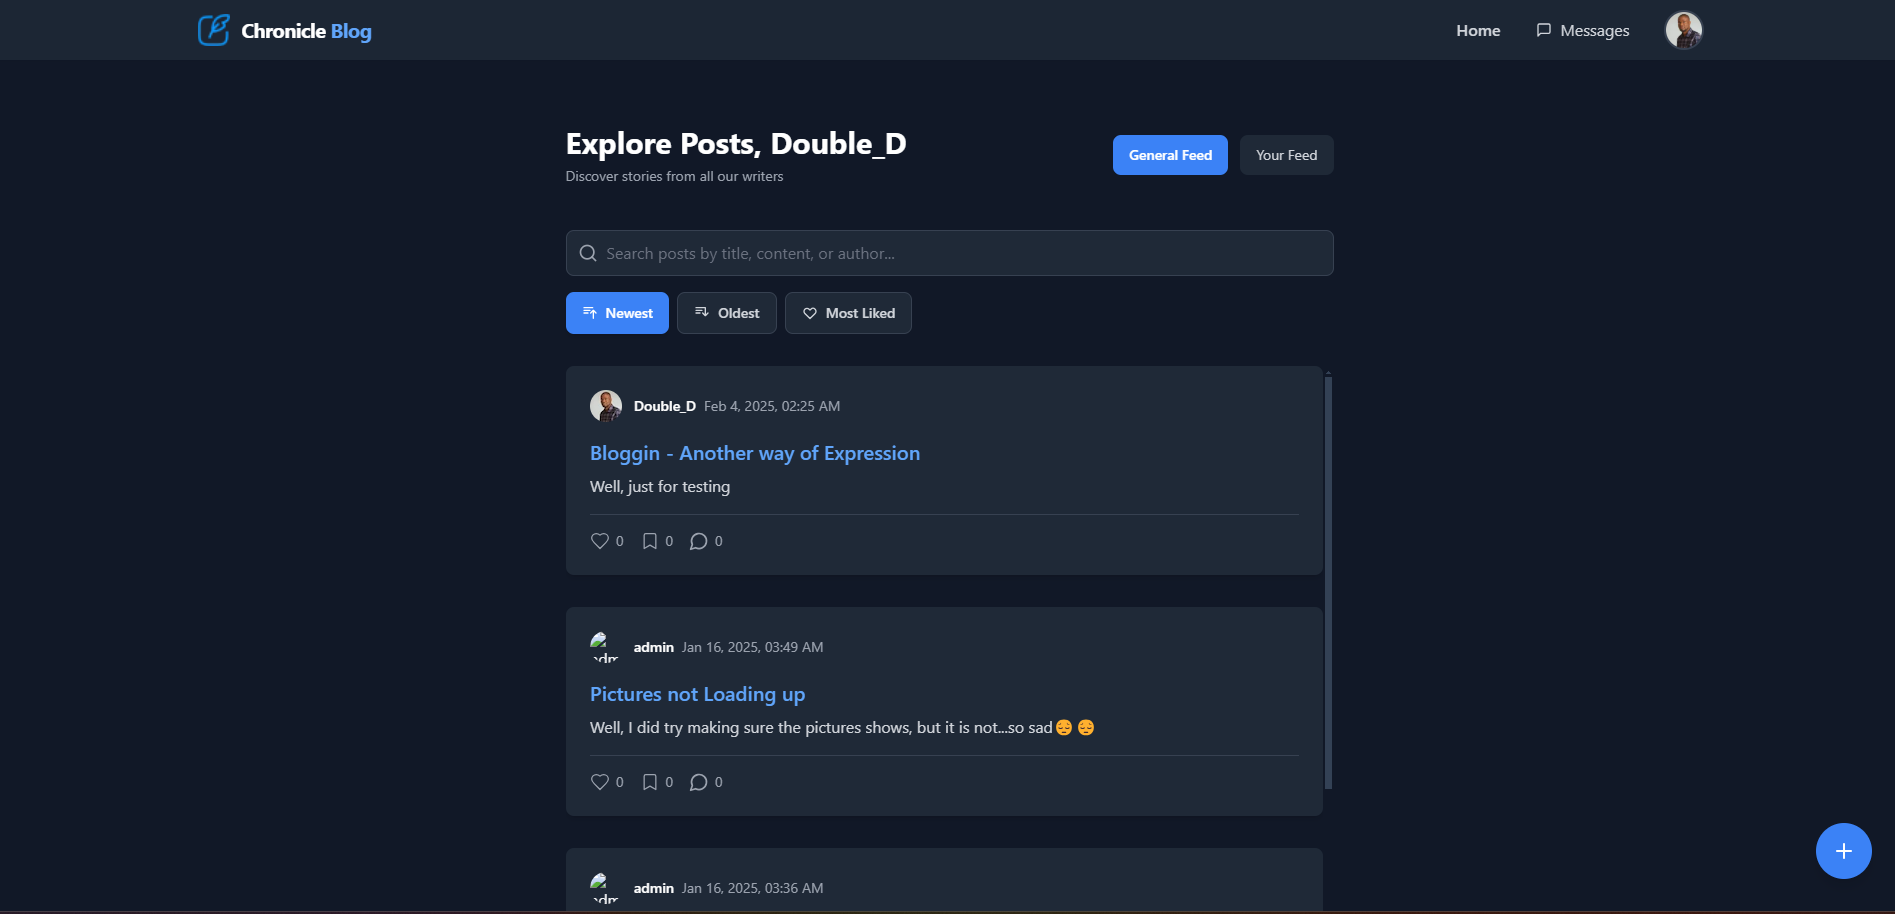 Chronicle Blog
Home
Messages
Explore Posts, Double_D
Discover stories from all our writers
General Feed
Your Feed
Search posts by title, content, or author...
Newest
Oldest
Most Liked
Double_D Feb 4, 2025, 02:25 AM
Bloggin - Another way of Expression
Well, just for testing
0 0 0
admin Jan 16, 2025, 03:49 AM
Pictures not Loading up
Well, I did try making sure the pictures shows, but it is not...so sad😔😔
0 0 0
admin Jan 16, 2025, 03:36 AM